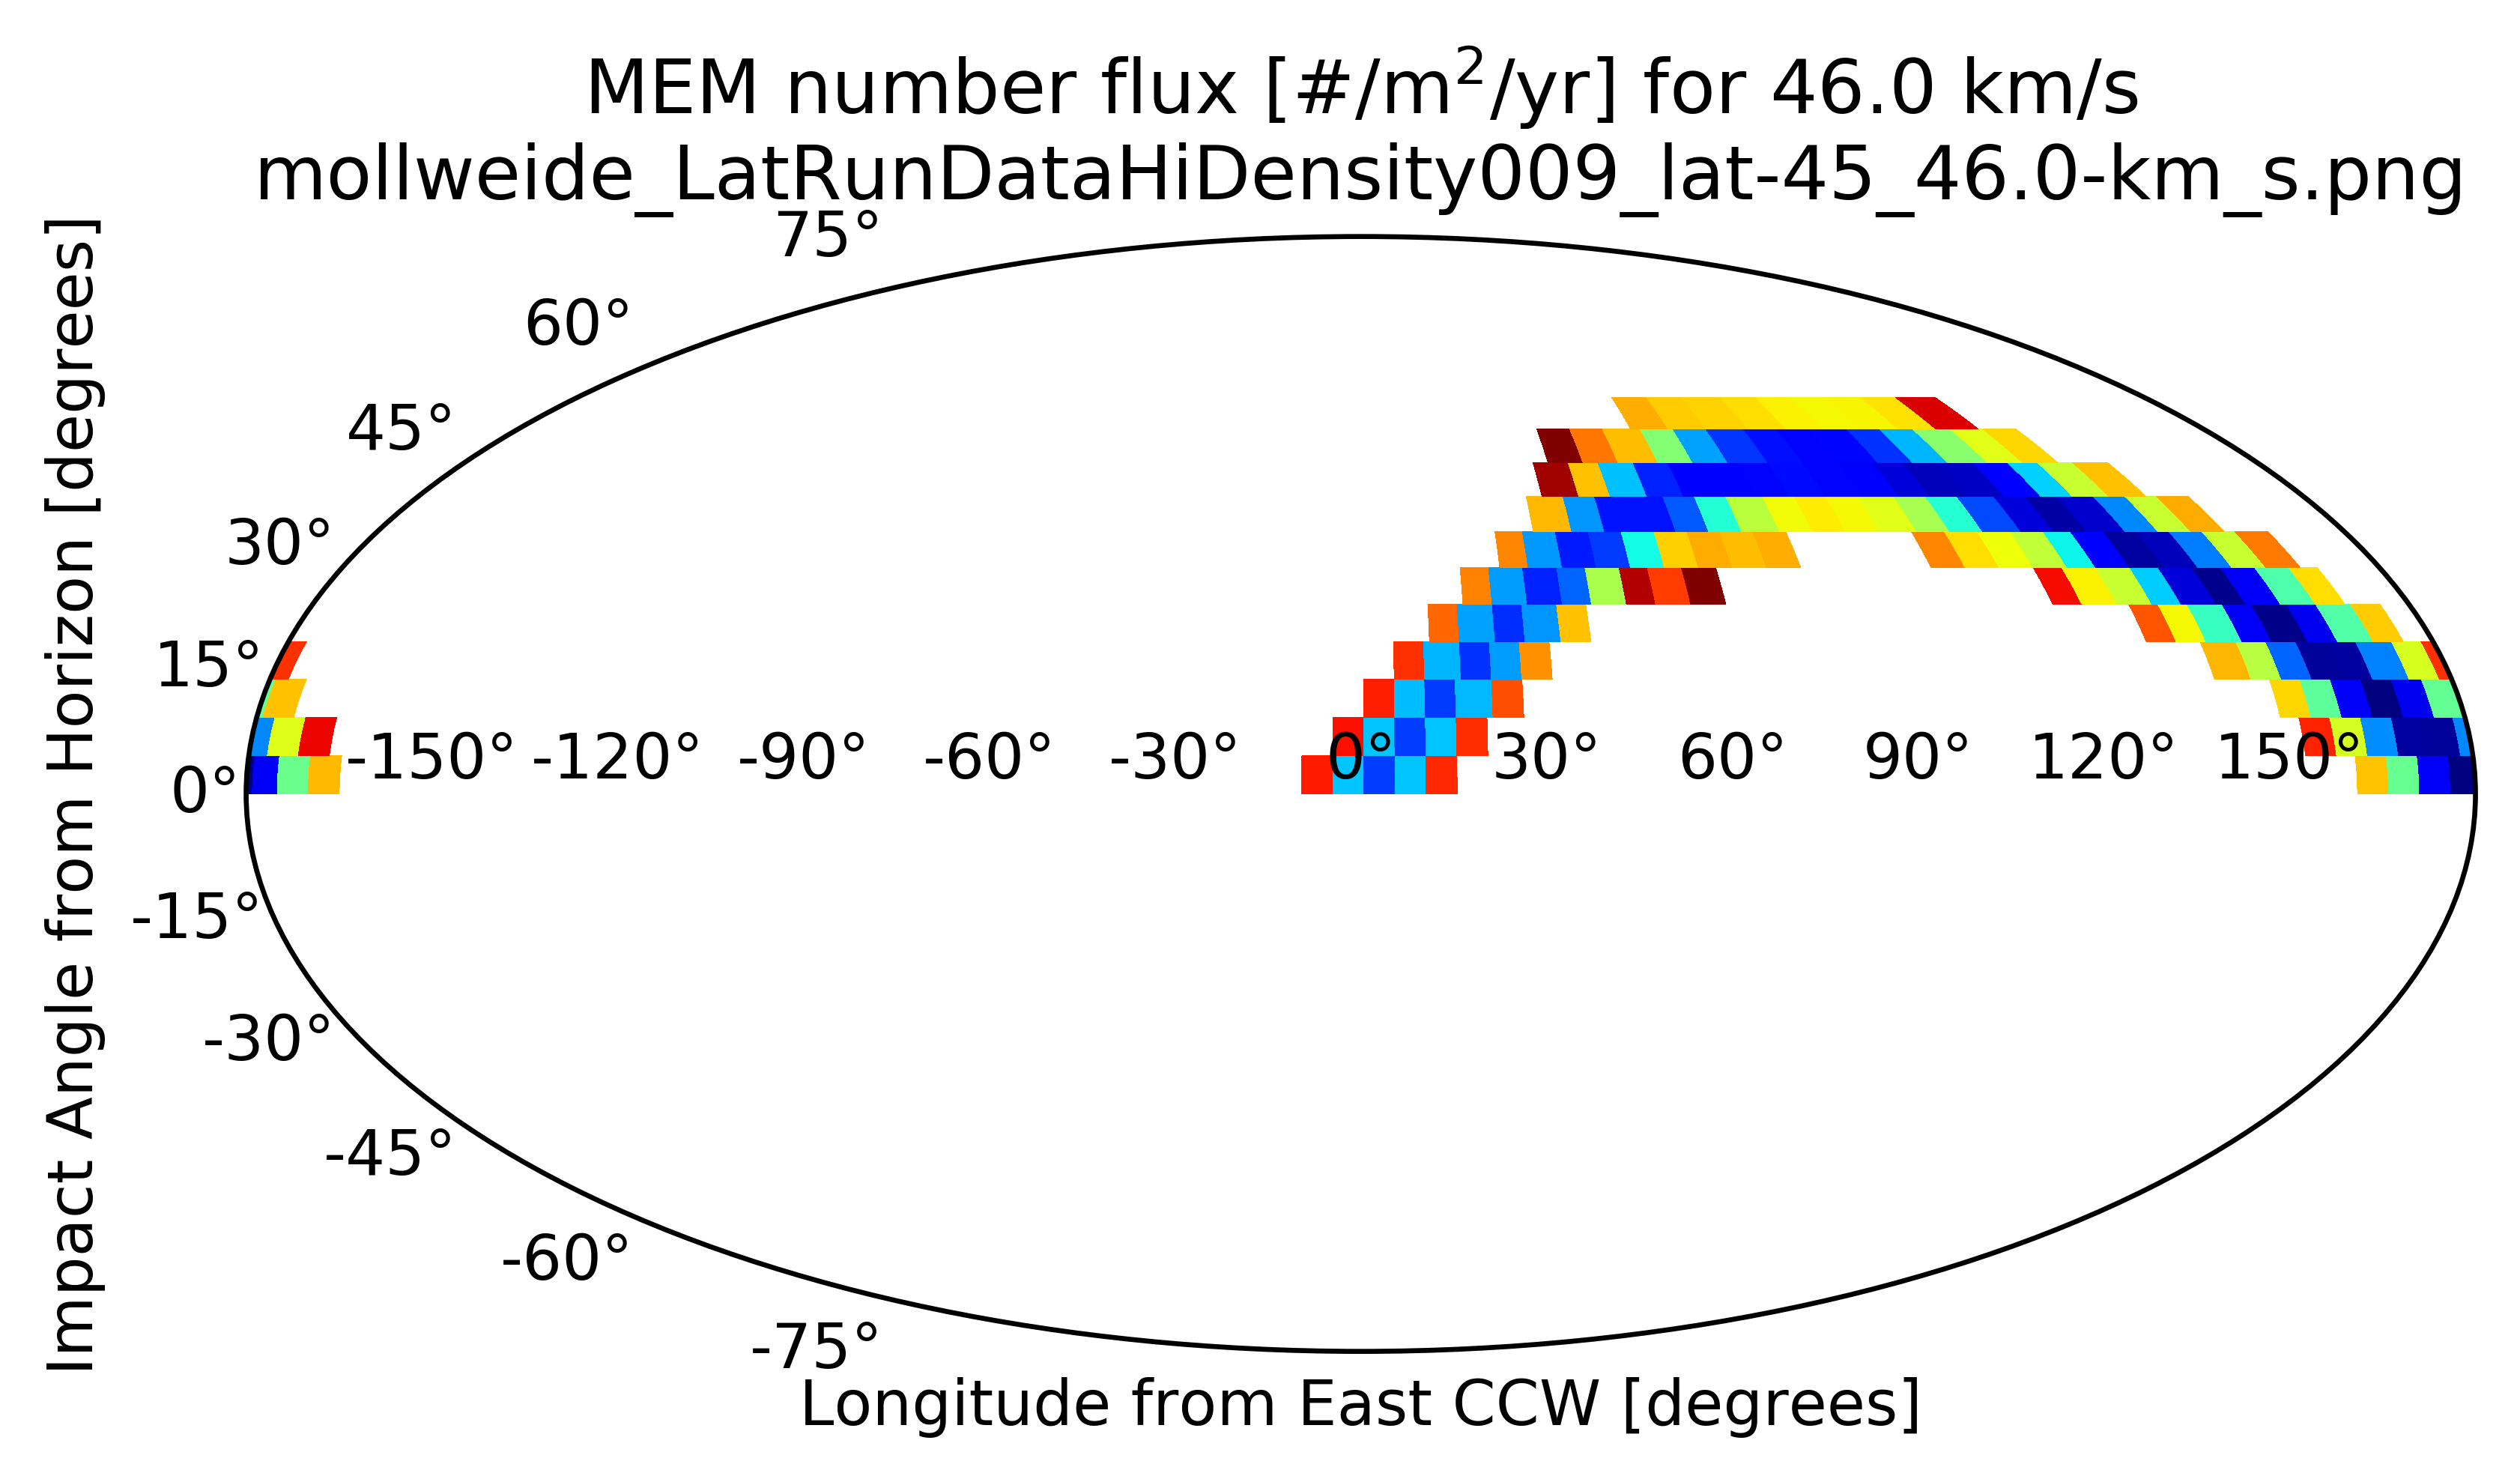 MEM number flux [#/m²/yr] for 46.0 km/s
mollweide_LatRunDataHiDensity009_lat-45_46.0-km_s.png
Impact Angle from Horizon [degrees]
75°
60°
45°
30°
15°
0°
-15°
-30°
-45°
-60°
-75°
-150° -120° -90° -60° -30° 0° 30° 60° 90° 120° 150°
Longitude from East CCW [degrees]